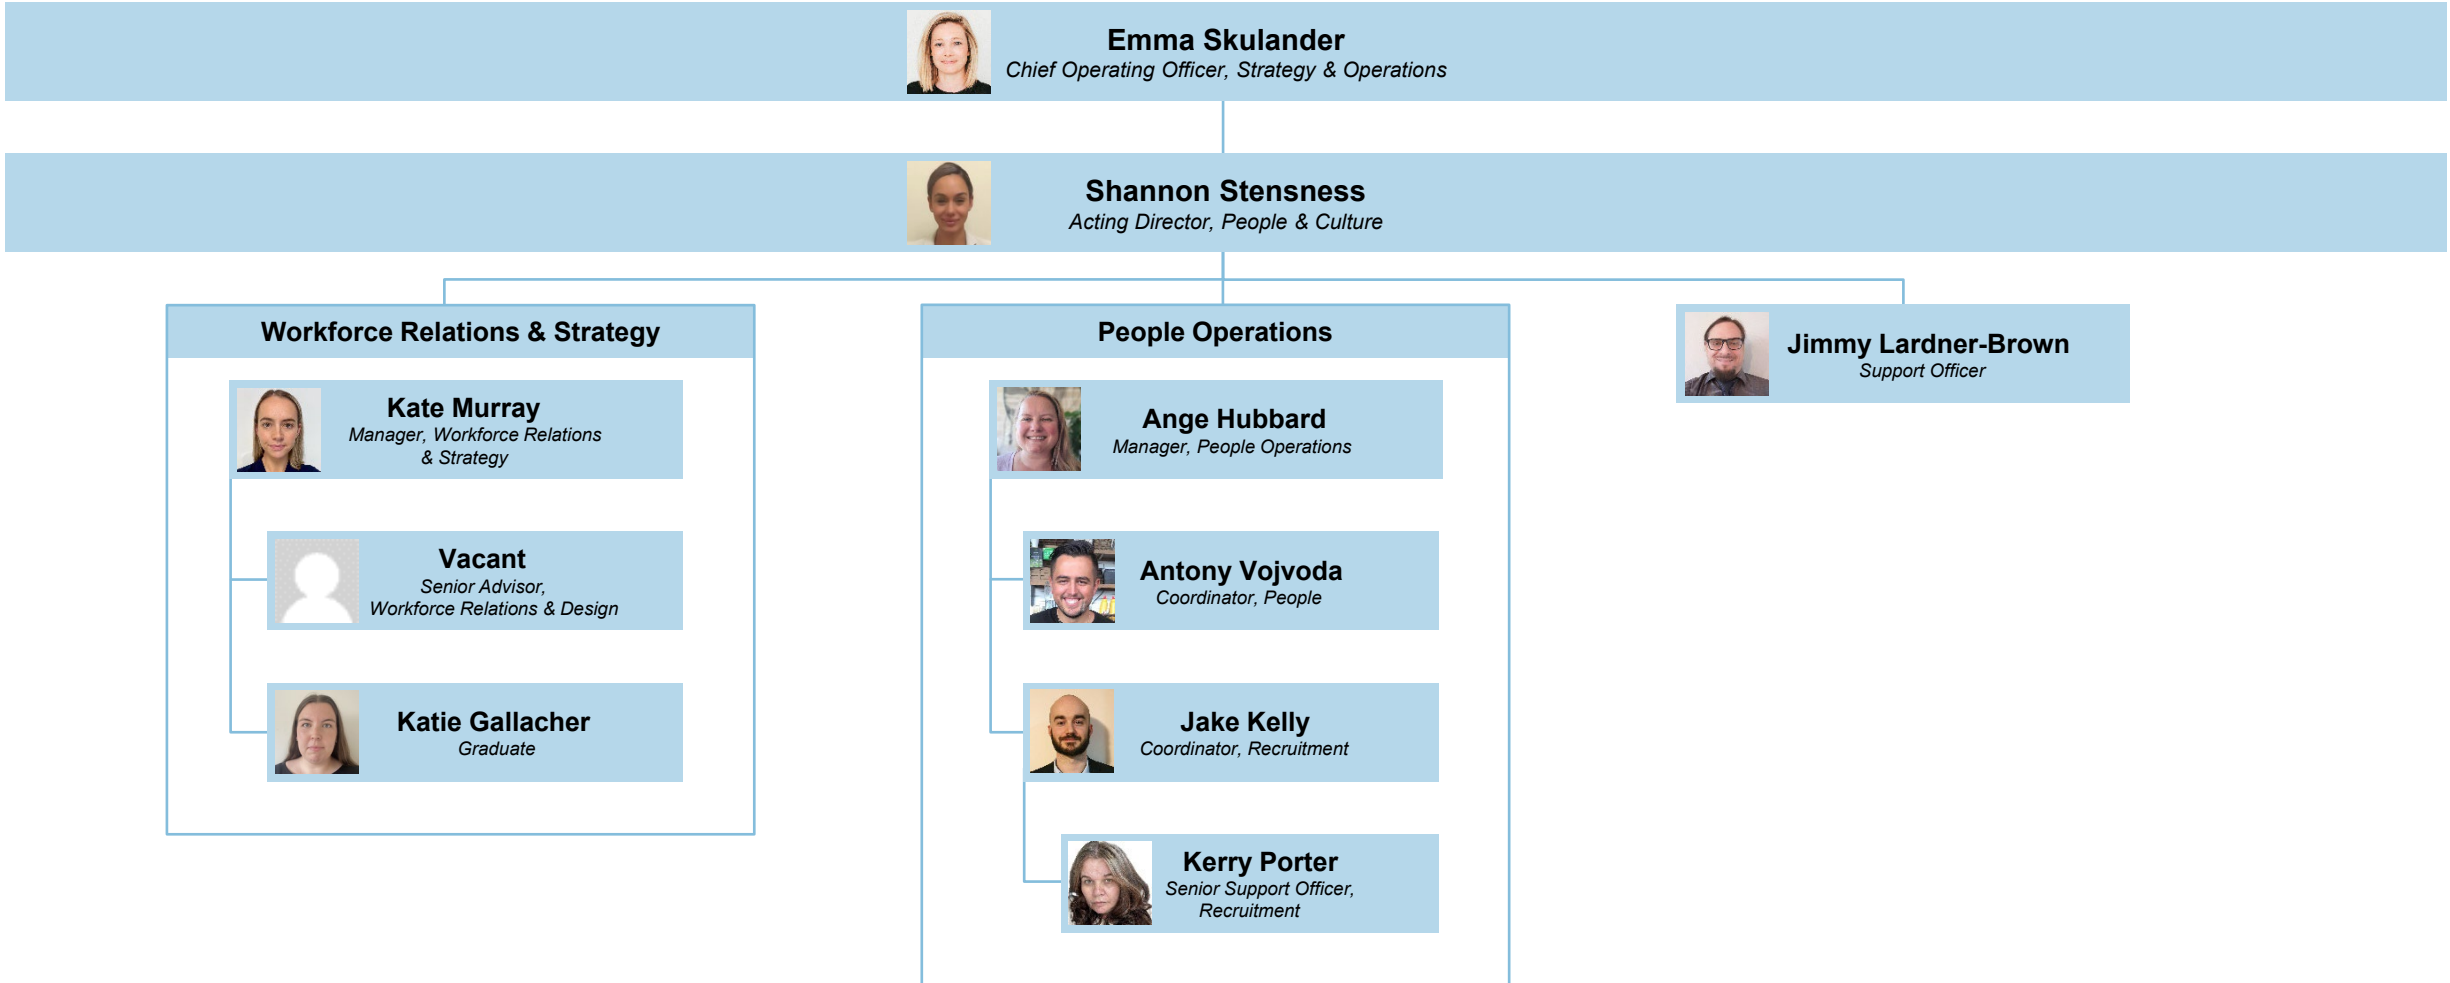 Emma Skulander
Chief Operating Officer, Strategy & Operations
Shannon Stensness
Acting Director, People & Culture
Workforce Relations & Strategy
Kate Murray
Manager, Workforce Relations
& Strategy
Vacant
Senior Advisor,
Workforce Relations & Design
Katie Gallacher
Graduate
People Operations
Ange Hubbard
Manager, People Operations
Antony Vojvoda
Coordinator, People
Jake Kelly
Coordinator, Recruitment
Kerry Porter
Senior Support Officer,
Recruitment
Jimmy Lardner-Brown
Support Officer